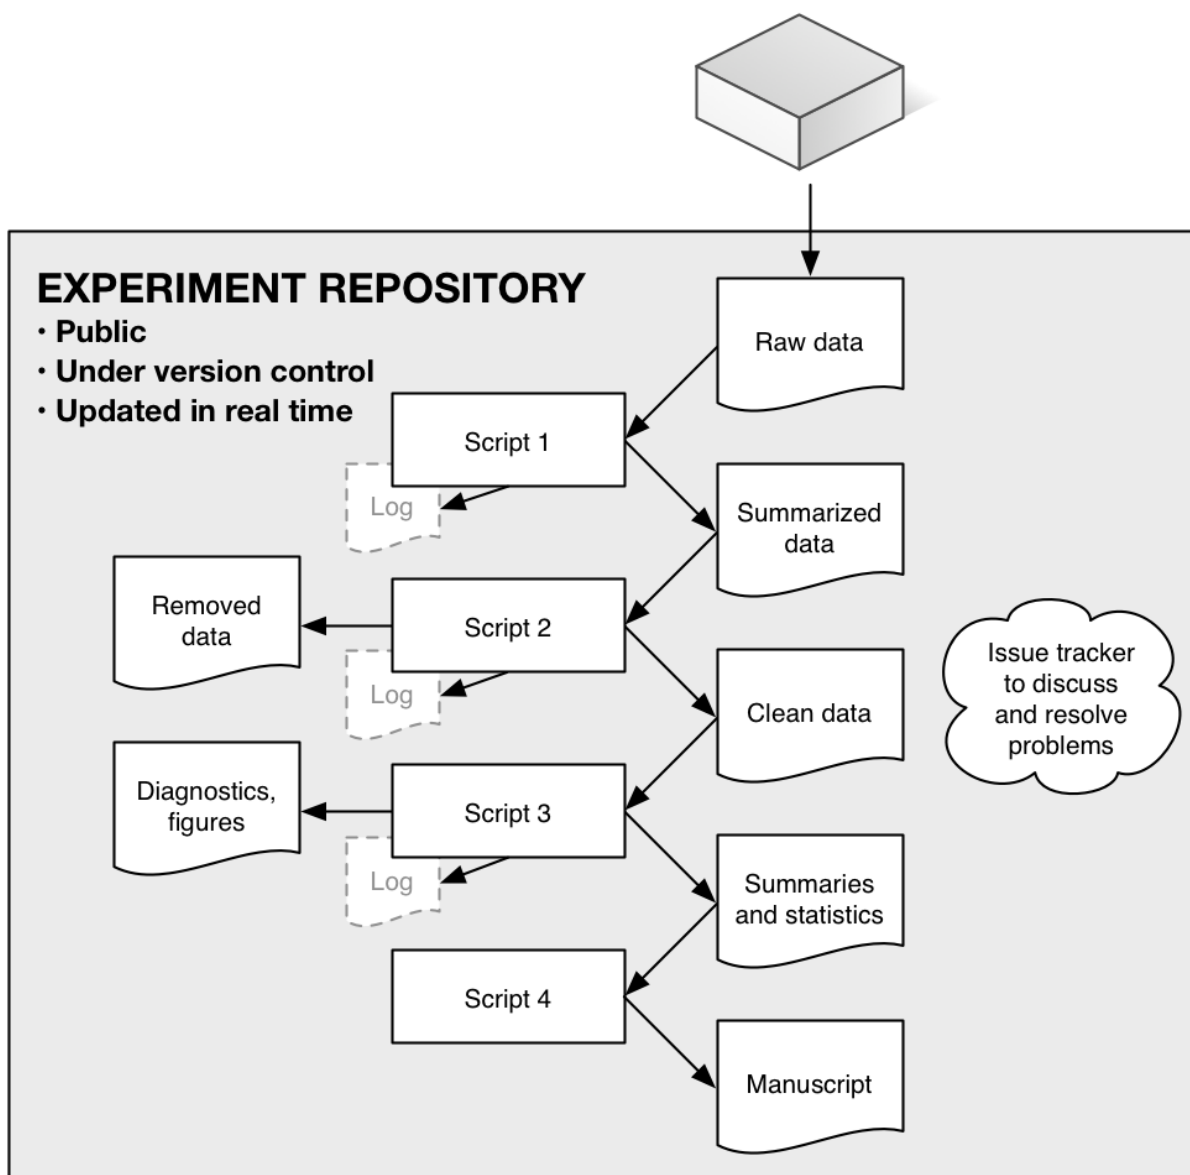 EXPERIMENT REPOSITORY
• Public
• Under version control
• Updated in real time
Raw data
Script 1
Log
Summarized
data
Removed
data
Script 2
Log
Clean data
Issue tracker
to discuss
and resolve
problems
Diagnostics,
figures
Script 3
Log
Summaries
and statistics
Script 4
Manuscript